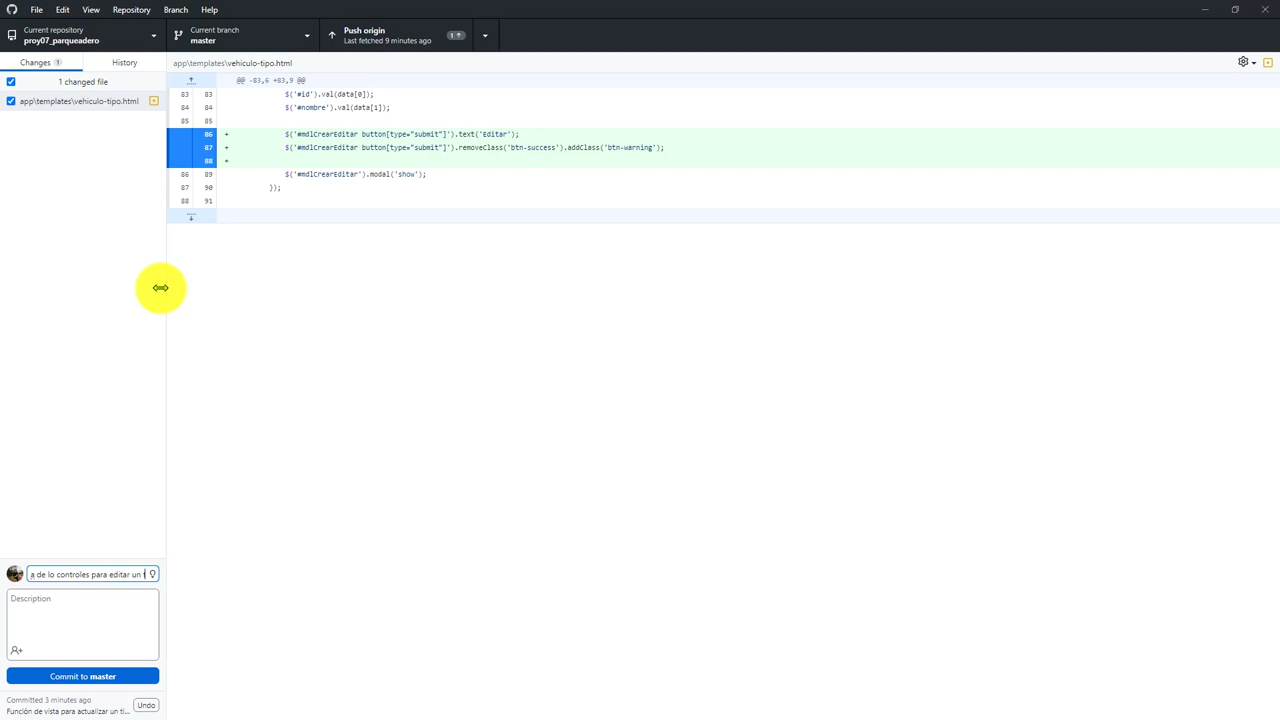 File Edit View Repository Branch Help
Current repository
proy07_parqueadero
Current branch
master
Push origin
Last fetched 9 minutes ago
1
Changes 1
History
app\templates\vehiculo-tipo.html
1 changed file
app\templates\vehiculo-tipo.html
@@ -83,6 +83,9 @@
83 83 $('#id').val(data[0]);
84 84 $('#nombre').val(data[1]);
85 85
86 + $('#mdlCrearEditar button[type="submit"]').text('Editar');
87 + $('#mdlCrearEditar button[type="submit"]').removeClass('btn-success').addClass('btn-warning');
88 +
86 89 $('#mdlCrearEditar').modal('show');
87 90 });
88 91
a de lo controles para editar un t
Description
Commit to master
Committed 3 minutes ago
Función de vista para actualizar un ti...
Undo